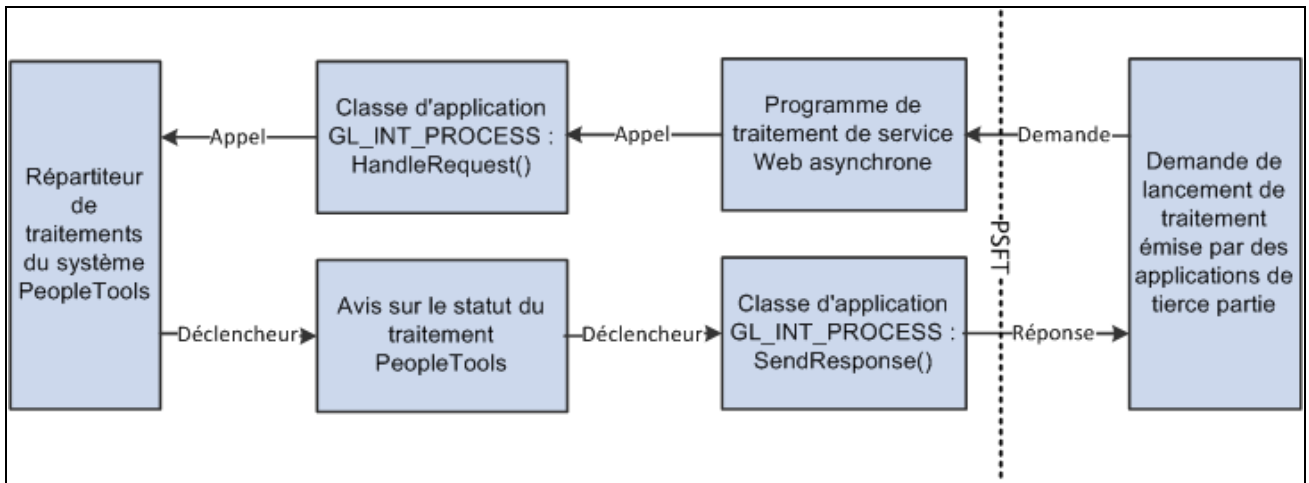 Répartiteur
de
traitements
du système
PeopleTools
Appel
Classe d'application
GL_INT_PROCESS :
HandleRequest()
Appel
Programme de
traitement de service
Web asynchrone
Demande
Demande de
lancement de
traitement
émise par des
applications de
tierce partie
PSFT
Déclencheur
Avis sur le statut du
traitement
PeopleTools
Déclencheur
Classe d'application
GL_INT_PROCESS :
SendResponse()
Réponse